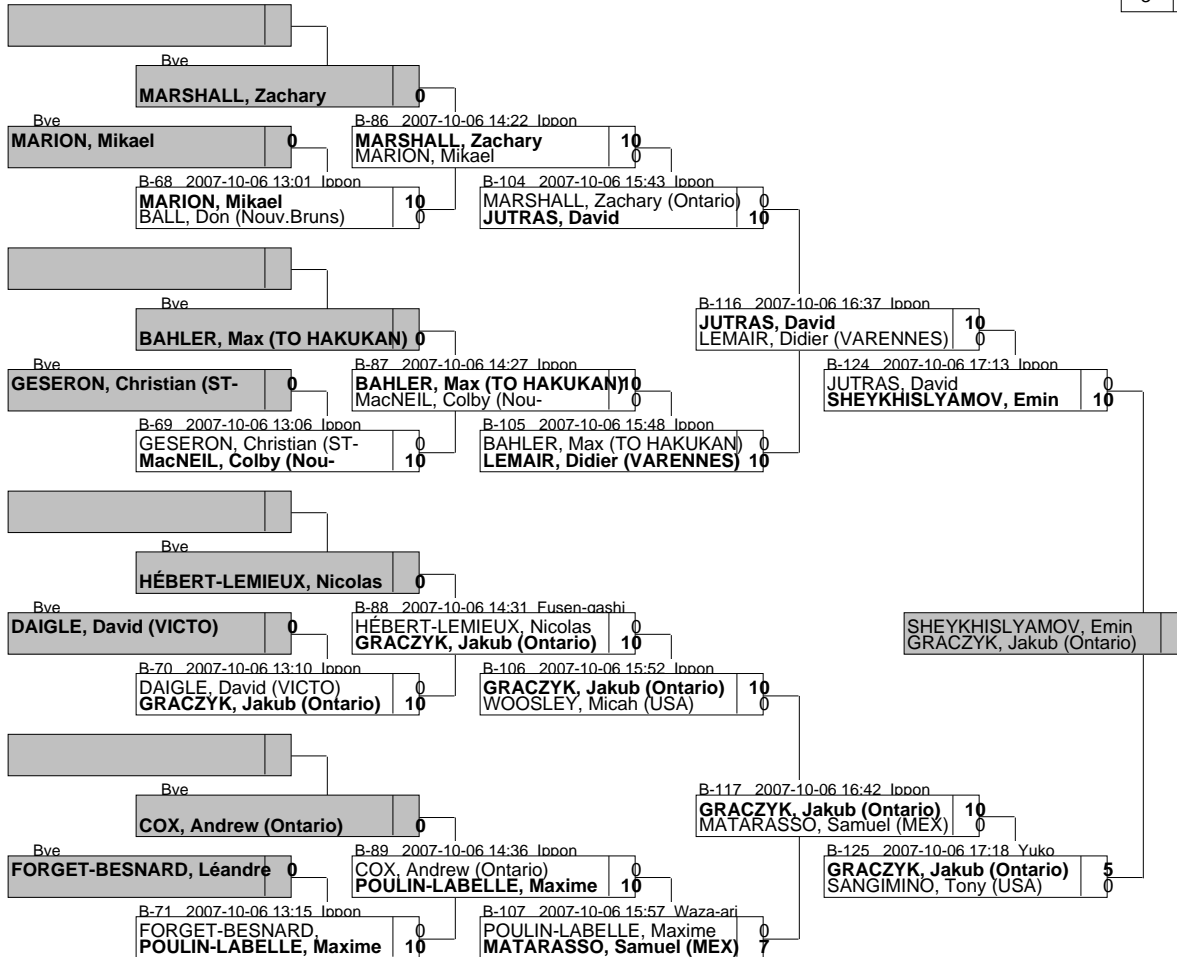 Bye
MARSHALL, Zachary 0
Bye
MARION, Mikael 0
B-86 2007-10-06 14:22 Ippon
MARSHALL, Zachary 10
MARION, Mikael 0
B-68 2007-10-06 13:01 Ippon
MARION, Mikael 10
BALL, Don (Nouv.Bruns) 0
B-104 2007-10-06 15:43 Ippon
MARSHALL, Zachary (Ontario) 0
JUTRAS, David 10
Bye
BAHLER, Max (TO HAKUKAN) 0
B-116 2007-10-06 16:37 Ippon
JUTRAS, David 10
LEMAIR, Didier (VARENNES) 0
Bye
GESERON, Christian (ST- 0
B-87 2007-10-06 14:27 Ippon
BAHLER, Max (TO HAKUKAN) 10
MacNEIL, Colby (Nou- 0
B-124 2007-10-06 17:13 Ippon
JUTRAS, David 0
SHEYKHISLYAMOV, Emin 10
B-69 2007-10-06 13:06 Ippon
GESERON, Christian (ST- 0
MacNEIL, Colby (Nou- 10
B-105 2007-10-06 15:48 Ippon
BAHLER, Max (TO HAKUKAN) 0
LEMAIR, Didier (VARENNES) 10
Bye
HÉBERT-LEMIEUX, Nicolas 0
Bye
DAIGLE, David (VICTO) 0
B-88 2007-10-06 14:31 Fusen-gashi
HÉBERT-LEMIEUX, Nicolas 0
GRACZYK, Jakub (Ontario) 10
SHEYKHISLYAMOV, Emin
GRACZYK, Jakub (Ontario)
B-70 2007-10-06 13:10 Ippon
DAIGLE, David (VICTO) 0
GRACZYK, Jakub (Ontario) 10
B-106 2007-10-06 15:52 Ippon
GRACZYK, Jakub (Ontario) 10
WOOSLEY, Micah (USA) 0
Bye
COX, Andrew (Ontario) 0
B-117 2007-10-06 16:42 Ippon
GRACZYK, Jakub (Ontario) 10
MATARASSO, Samuel (MEX) 0
Bye
FORGET-BESNARD, Léandre 0
B-89 2007-10-06 14:36 Ippon
COX, Andrew (Ontario) 0
POULIN-LABELLE, Maxime 10
B-125 2007-10-06 17:18 Yuko
GRACZYK, Jakub (Ontario) 5
SANGIMINO, Tony (USA) 0
B-71 2007-10-06 13:15 Ippon
FORGET-BESNARD, 0
POULIN-LABELLE, Maxime 10
B-107 2007-10-06 15:57 Waza-ari
POULIN-LABELLE, Maxime 0
MATARASSO, Samuel (MEX) 7